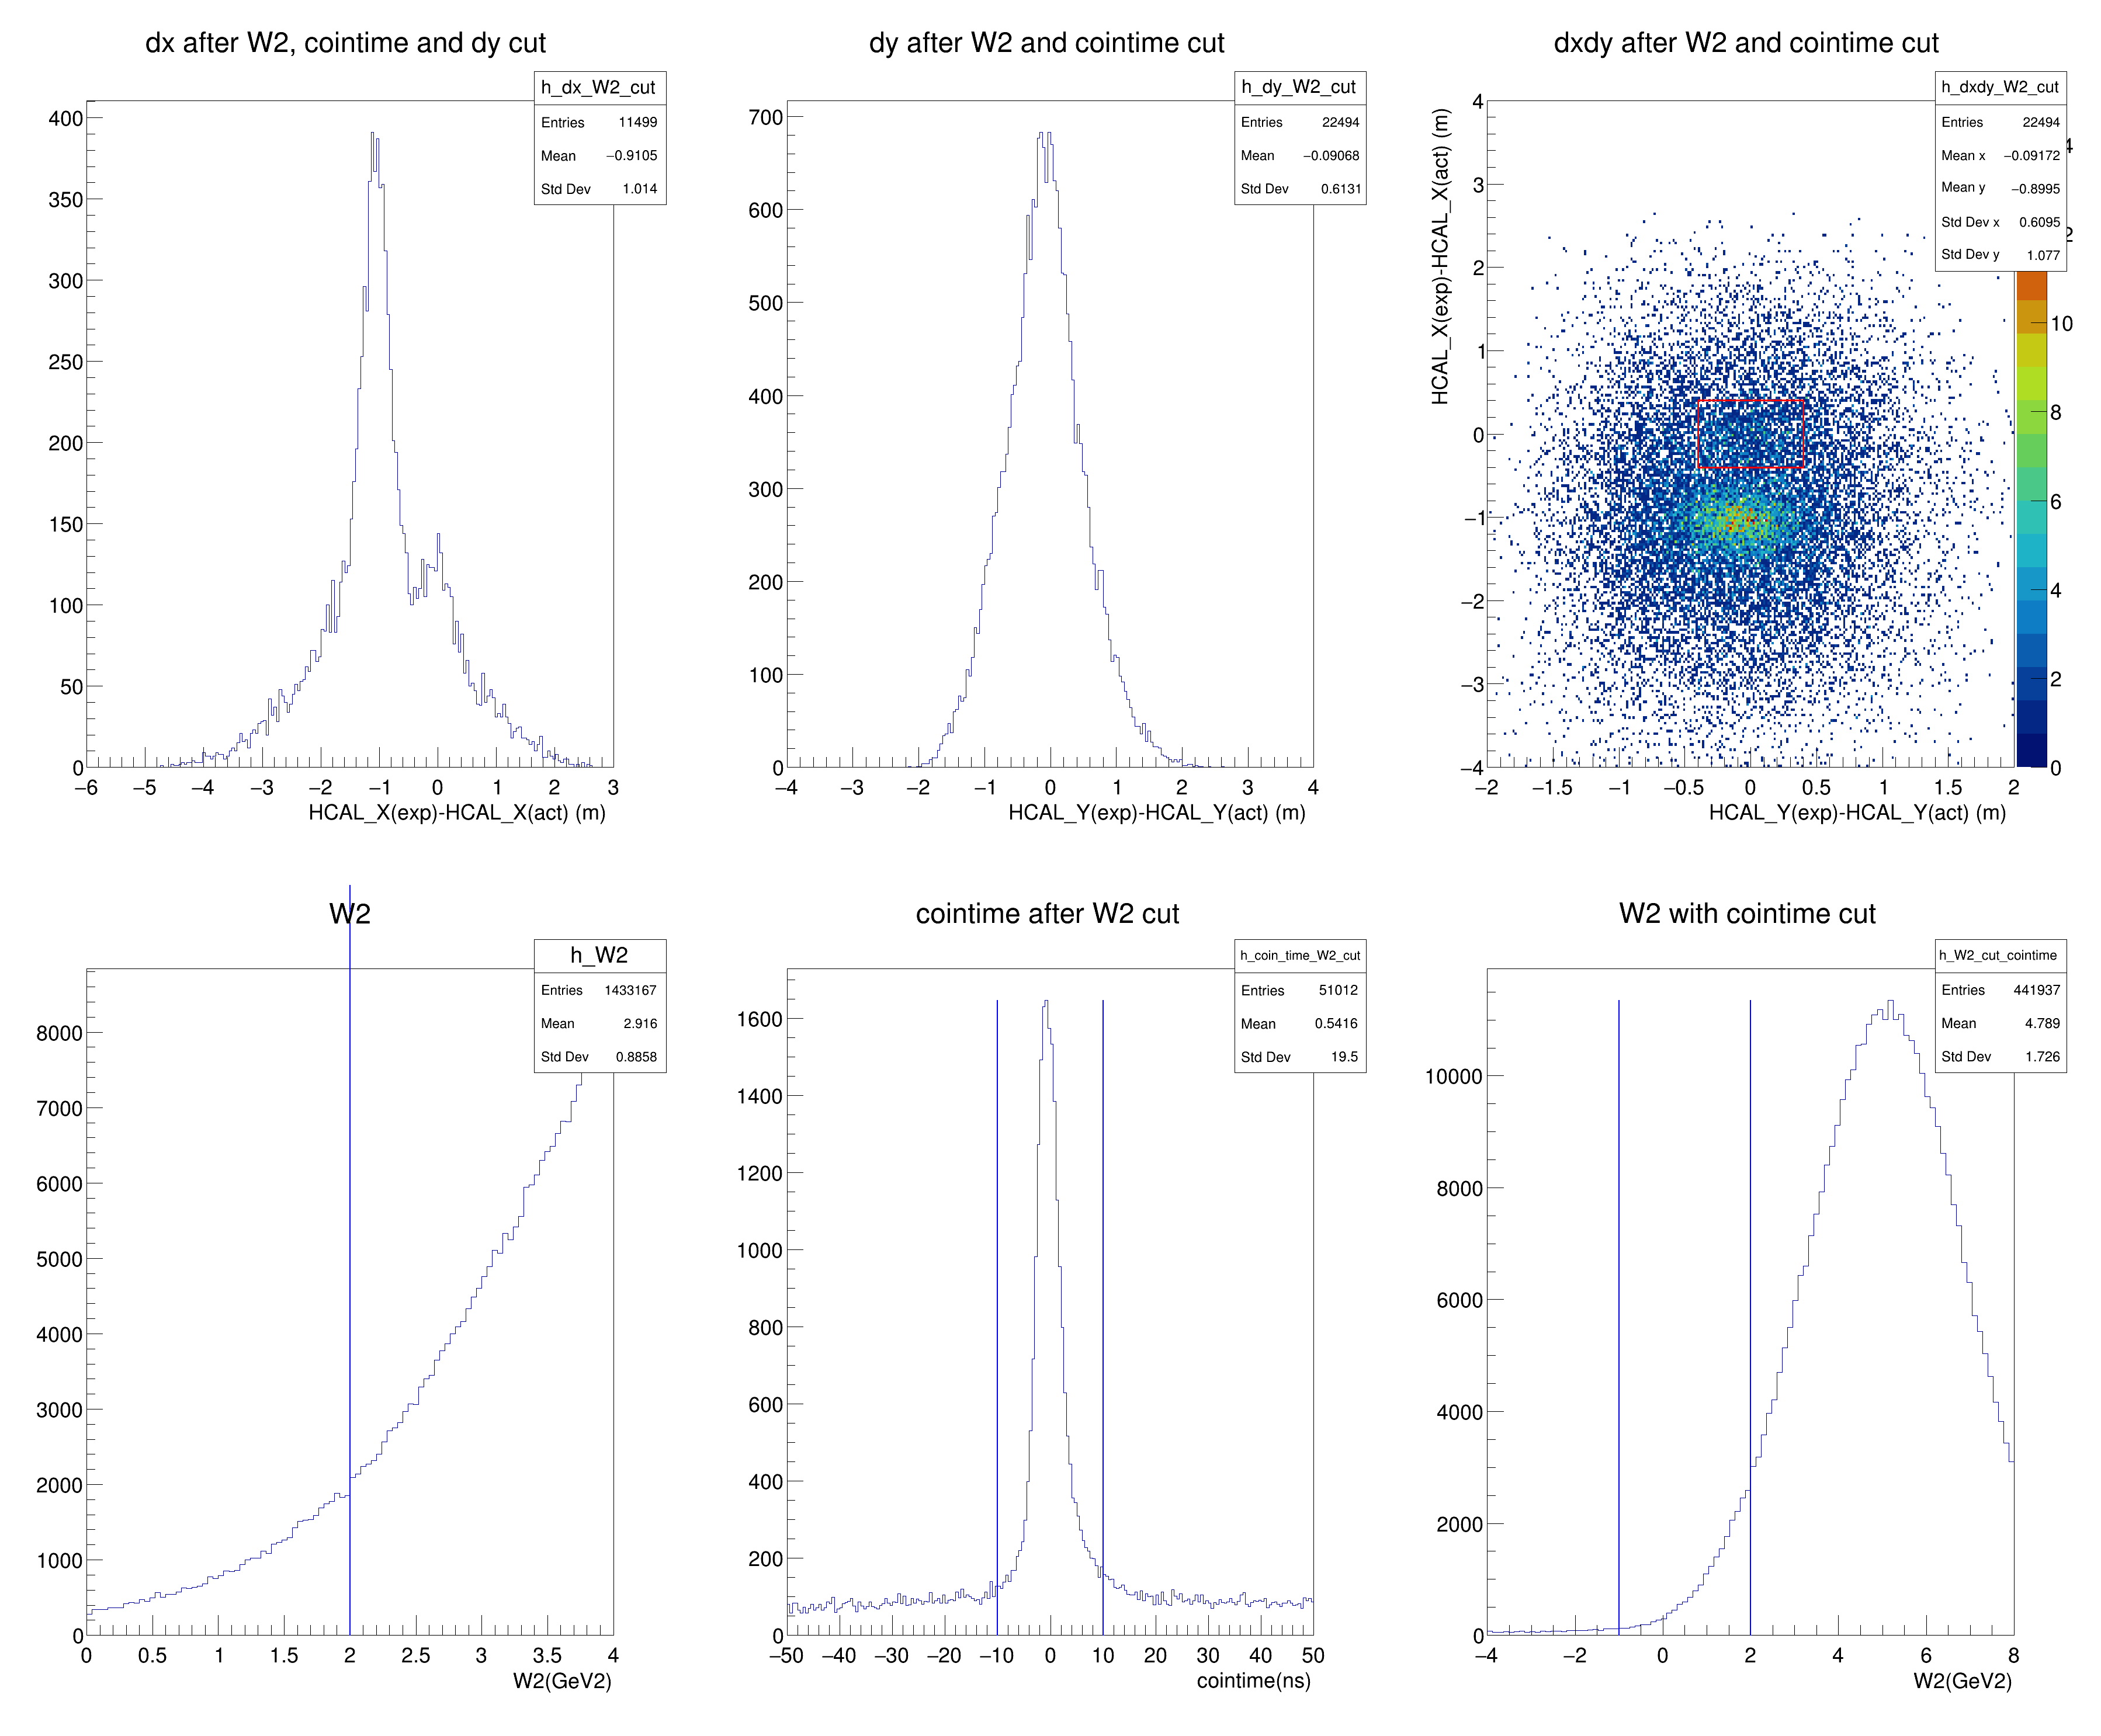 dx after W2, cointime and dy cut
h_dx_W2_cut
Entries 11499
Mean −0.9105
Std Dev 1.014
400
350
300
250
200
150
100
50
0
−6 −5 −4 −3 −2 −1 0 1 2 3
HCAL_X(exp)-HCAL_X(act) (m)
dy after W2 and cointime cut
h_dy_W2_cut
Entries 22494
Mean −0.09068
Std Dev 0.6131
700
600
500
400
300
200
100
0
−4 −3 −2 −1 0 1 2 3 4
HCAL_Y(exp)-HCAL_Y(act) (m)
dxdy after W2 and cointime cut
h_dxdy_W2_cut
Entries 22494
Mean x −0.09172
Mean y −0.8995
Std Dev x 0.6095
Std Dev y 1.077
HCAL_X(exp)-HCAL_X(act) (m)
4
3
2
1
0
−1
−2
−3
−4
−2 −1.5 −1 −0.5 0 0.5 1 1.5 2
HCAL_Y(exp)-HCAL_Y(act) (m)
10
8
6
4
2
0
W2
h_W2
Entries 1433167
Mean 2.916
Std Dev 0.8858
8000
7000
6000
5000
4000
3000
2000
1000
0
0 0.5 1 1.5 2 2.5 3 3.5 4
W2(GeV2)
cointime after W2 cut
h_coin_time_W2_cut
Entries 51012
Mean 0.5416
Std Dev 19.5
1600
1400
1200
1000
800
600
400
200
0
−50 −40 −30 −20 −10 0 10 20 30 40 50
cointime(ns)
W2 with cointime cut
h_W2_cut_cointime
Entries 441937
Mean 4.789
Std Dev 1.726
10000
8000
6000
4000
2000
0
−4 −2 0 2 4 6 8
W2(GeV2)